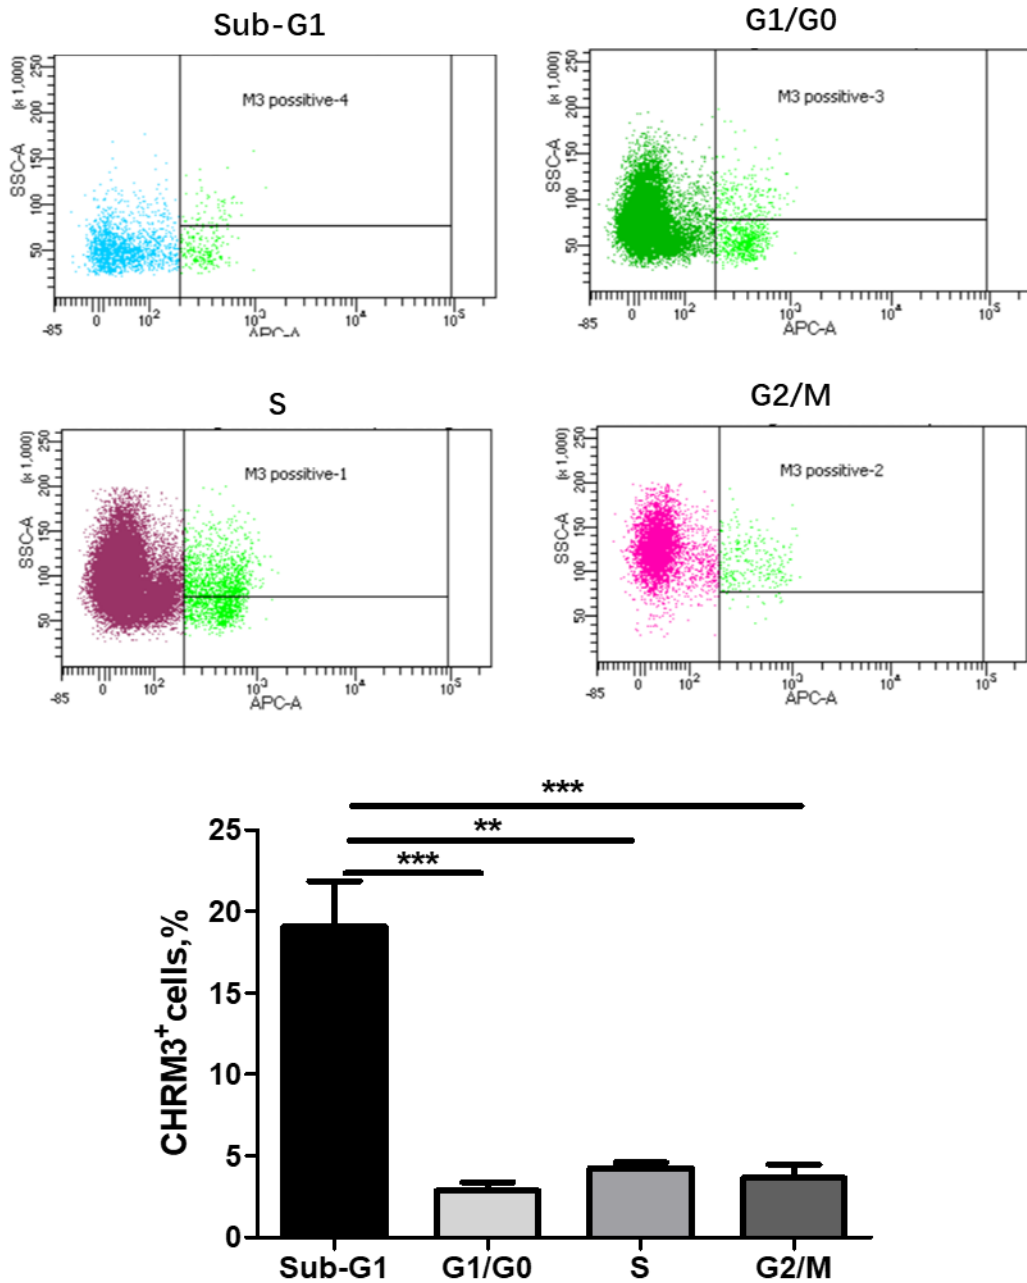 Sub-G1
G1/G0
M3 possitive-4
SSC-A
(x 1,000)
50 100 150 200 250
-85 0 10² 10³ 10⁴ 10⁵
APC-A
M3 possitive-3
SSC-A
(x 1,000)
50 100 150 200 250
-85 0 10² 10³ 10⁴ 10⁵
APC-A
S
G2/M
M3 possitive-1
SSC-A
(x 1,000)
50 100 150 200 250
-85 0 10² 10³ 10⁴ 10⁵
APC-A
M3 possitive-2
SSC-A
(x 1,000)
50 100 150 200 250
-85 0 10² 10³ 10⁴ 10⁵
APC-A
***
**
***
CHRM3⁺cells,%
25
20
15
10
5
0
Sub-G1 G1/G0 S G2/M